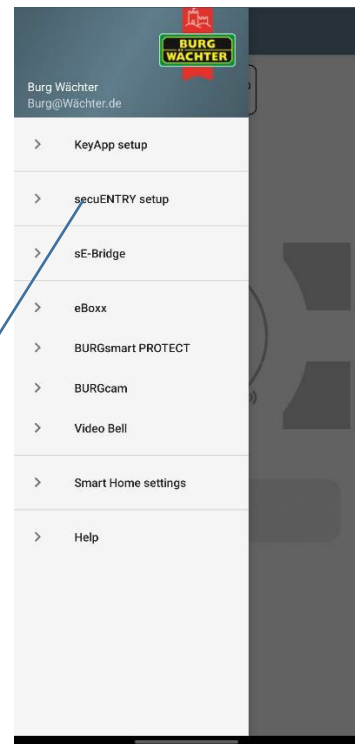 BURG
WÄCHTER
Burg Wächter
Burg@Wächter.de
KeyApp setup
secuENTRY setup
sE-Bridge
eBoxx
BURGsmart PROTECT
BURGcam
Video Bell
Smart Home settings
Help